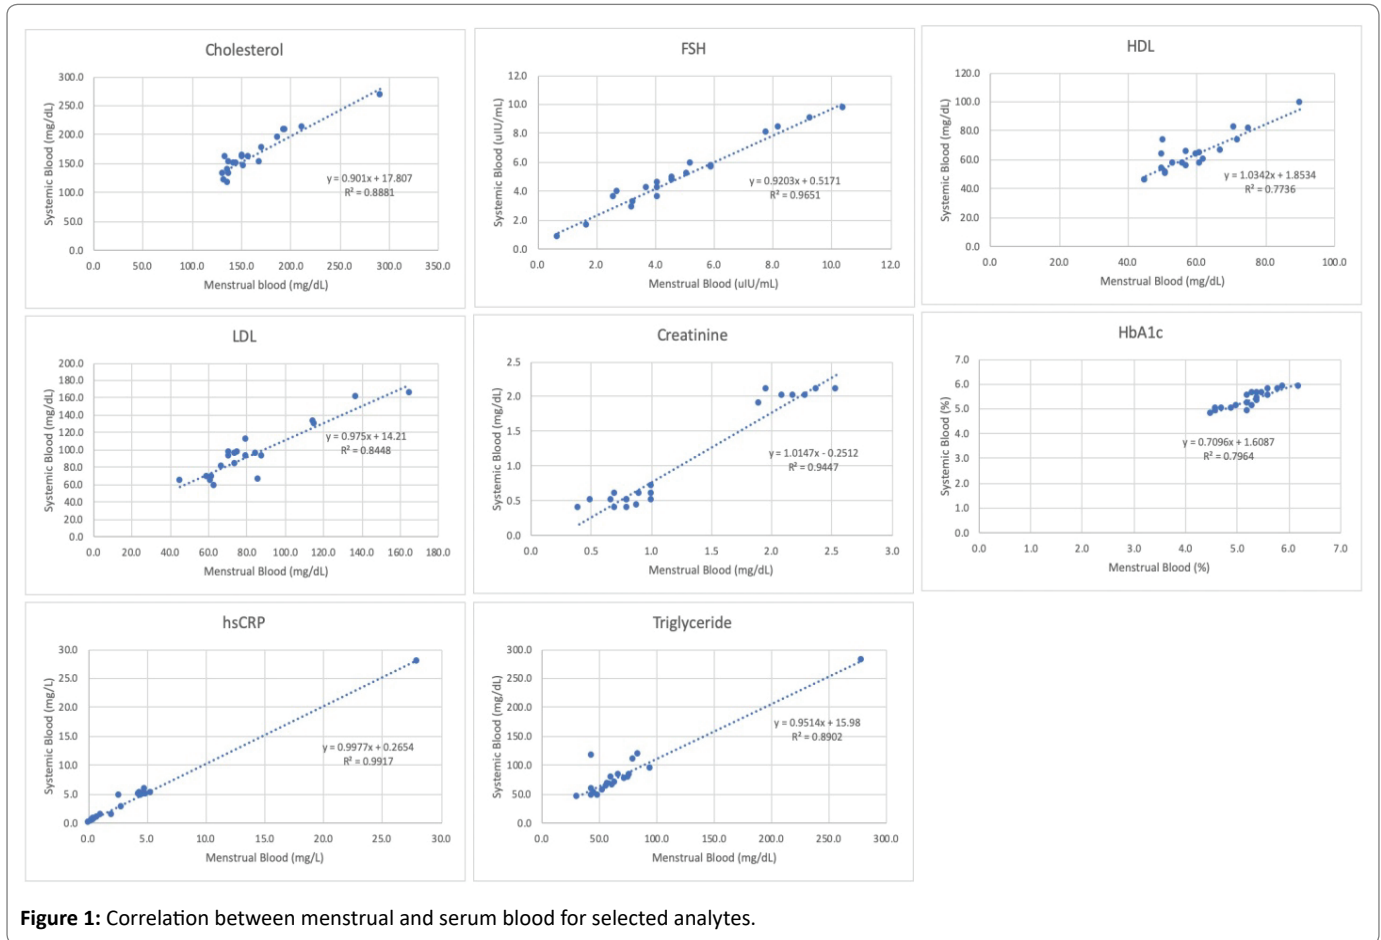 Cholesterol
Systemic Blood (mg/dL)
300.0
250.0
200.0
150.0
100.0
50.0
0.0
y = 0.901x + 17.807
R² = 0.8881
0.0 50.0 100.0 150.0 200.0 250.0 300.0 350.0
Menstrual blood (mg/dL)
FSH
Systemic Blood (uIU/mL)
12.0
10.0
8.0
6.0
4.0
2.0
0.0
y = 0.9203x + 0.5171
R² = 0.9651
0.0 2.0 4.0 6.0 8.0 10.0 12.0
Menstrual Blood (uIU/mL)
HDL
Systemic Blood (mg/dL)
120.0
100.0
80.0
60.0
40.0
20.0
0.0
y = 1.0342x + 1.8534
R² = 0.7736
0.0 20.0 40.0 60.0 80.0 100.0
Menstrual Blood (mg/dL)
LDL
Systemic Blood (mg/dL)
200.0
180.0
160.0
140.0
120.0
100.0
80.0
60.0
40.0
20.0
0.0
y = 0.975x + 14.21
R² = 0.8448
0.0 20.0 40.0 60.0 80.0 100.0 120.0 140.0 160.0 180.0
Menstrual Blood (mg/dL)
Creatinine
Systemic Blood (mg/dL)
2.5
2.0
1.5
1.0
0.5
0.0
y = 1.0147x - 0.2512
R² = 0.9447
0.0 0.5 1.0 1.5 2.0 2.5 3.0
Menstrual Blood (mg/dL)
HbA1c
Systemic Blood (%)
7.0
6.0
5.0
4.0
3.0
2.0
1.0
0.0
y = 0.7096x + 1.6087
R² = 0.7964
0.0 1.0 2.0 3.0 4.0 5.0 6.0 7.0
Menstrual Blood (%)
hsCRP
Systemic Blood (mg/L)
30.0
25.0
20.0
15.0
10.0
5.0
0.0
y = 0.9977x + 0.2654
R² = 0.9917
0.0 5.0 10.0 15.0 20.0 25.0 30.0
Menstrual Blood (mg/L)
Triglyceride
Systemic Blood (mg/dL)
300.0
250.0
200.0
150.0
100.0
50.0
0.0
y = 0.9514x + 15.98
R² = 0.8902
0.0 50.0 100.0 150.0 200.0 250.0 300.0
Menstrual Blood (mg/dL)
Figure 1: Correlation between menstrual and serum blood for selected analytes.